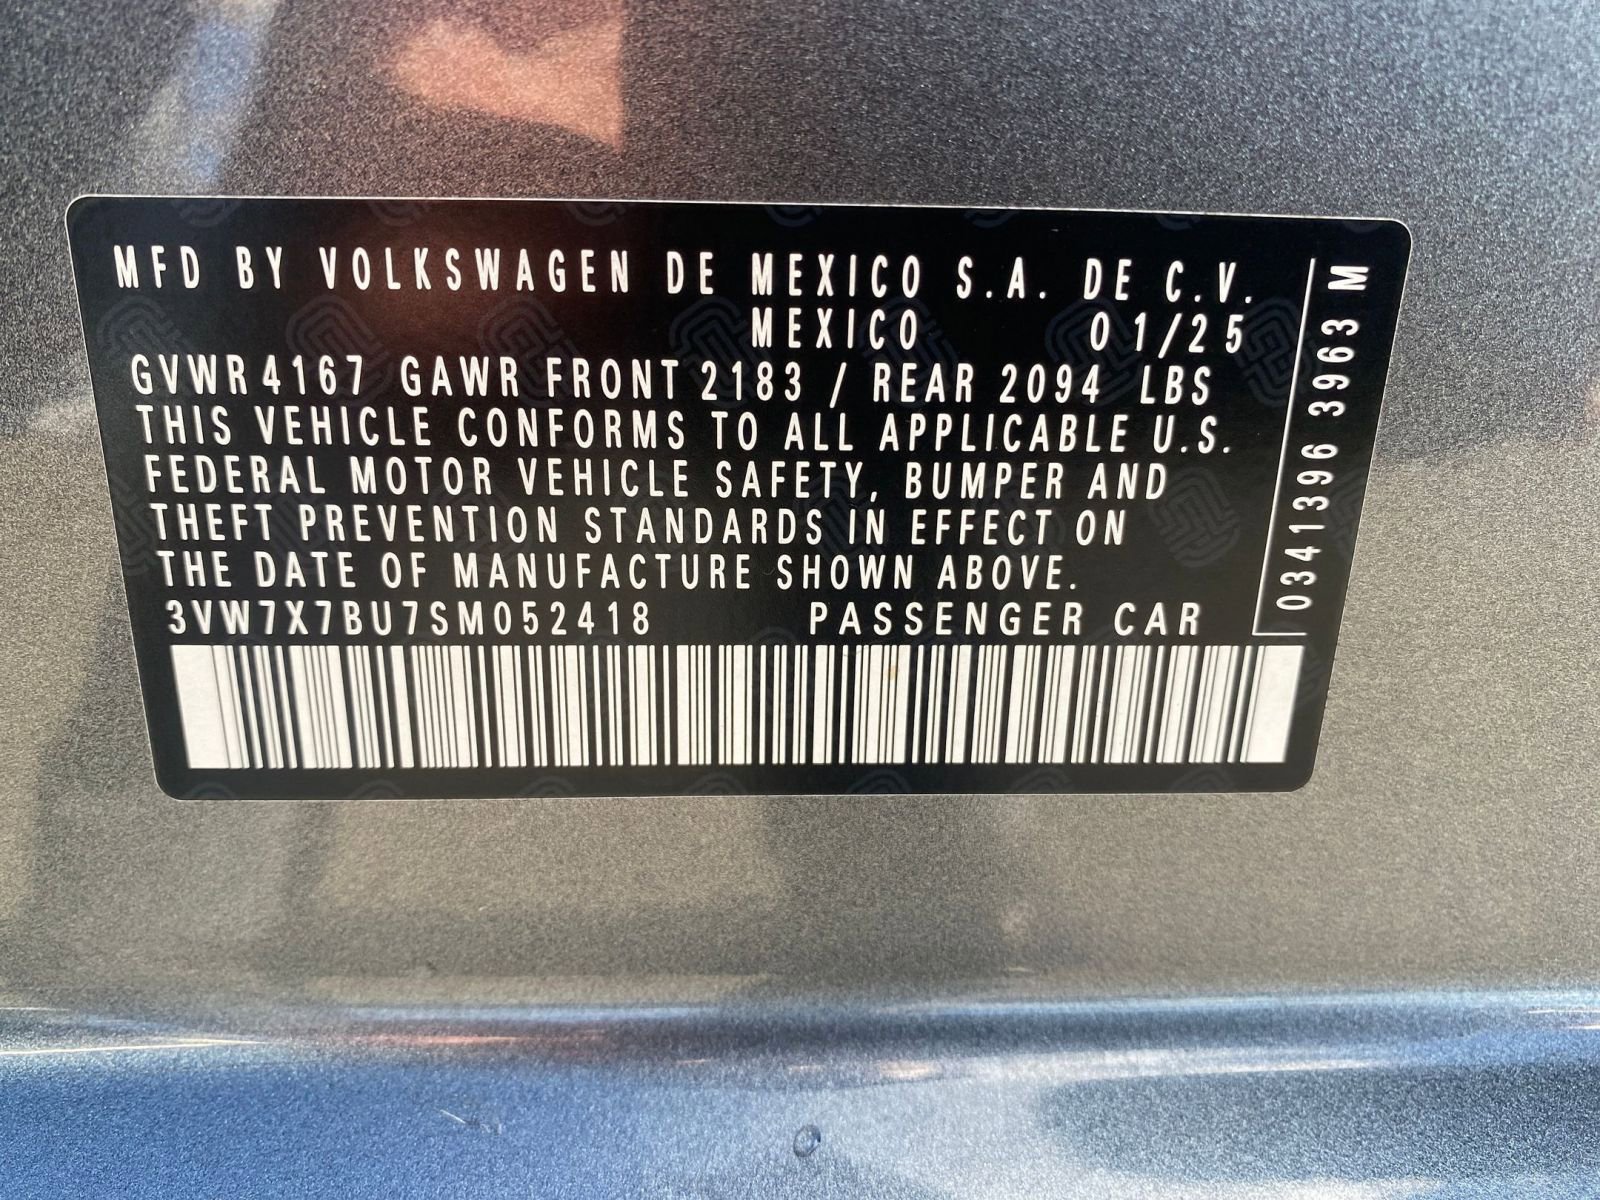 MFD BY VOLKSWAGEN DE MEXICO S.A. DE C.V.
MEXICO 01/25
GVWR 4167 GAWR FRONT 2183 / REAR 2094 LBS
THIS VEHICLE CONFORMS TO ALL APPLICABLE U.S.
FEDERAL MOTOR VEHICLE SAFETY, BUMPER AND
THEFT PREVENTION STANDARDS IN EFFECT ON
THE DATE OF MANUFACTURE SHOWN ABOVE.
3VW7X7BU7SM052418 PASSENGER CAR
0341396 3963 M